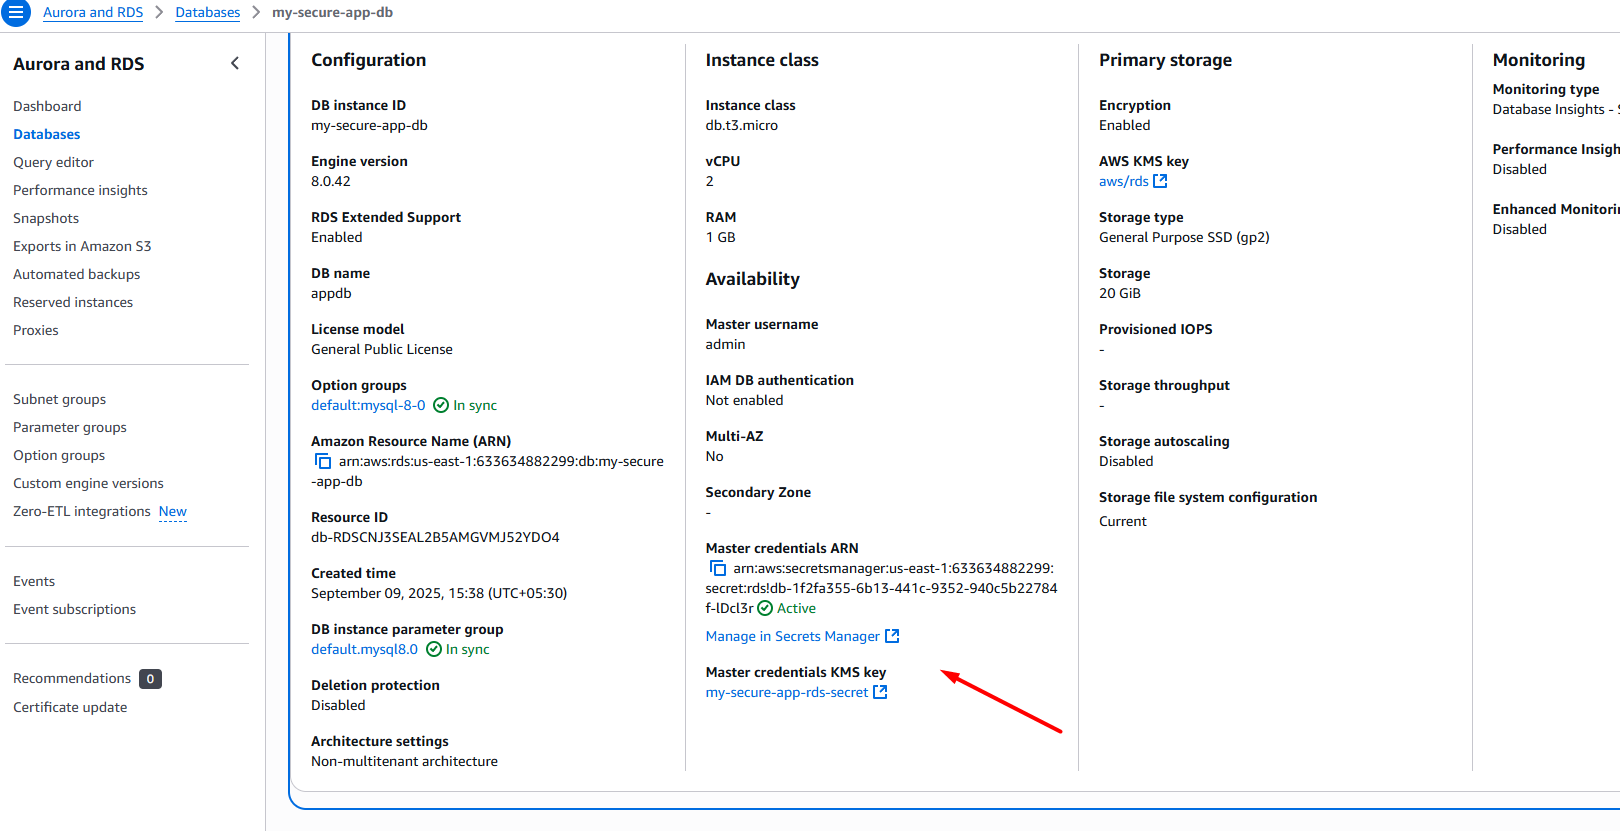 Aurora and RDS > Databases > my-secure-app-db
Aurora and RDS
Dashboard
Databases
Query editor
Performance insights
Snapshots
Exports in Amazon S3
Automated backups
Reserved instances
Proxies
Subnet groups
Parameter groups
Option groups
Custom engine versions
Zero-ETL integrations New
Events
Event subscriptions
Recommendations 0
Certificate update
Configuration
DB instance ID
my-secure-app-db
Engine version
8.0.42
RDS Extended Support
Enabled
DB name
appdb
License model
General Public License
Option groups
default:mysql-8-0 In sync
Amazon Resource Name (ARN)
arn:aws:rds:us-east-1:633634882299:db:my-secure
-app-db
Resource ID
db-RDSCNJ3SEAL2B5AMGVMJ52YDO4
Created time
September 09, 2025, 15:38 (UTC+05:30)
DB instance parameter group
default.mysql8.0 In sync
Deletion protection
Disabled
Architecture settings
Non-multitenant architecture
Instance class
Instance class
db.t3.micro
vCPU
2
RAM
1 GB
Availability
Master username
admin
IAM DB authentication
Not enabled
Multi-AZ
No
Secondary Zone
-
Master credentials ARN
arn:aws:secretsmanager:us-east-1:633634882299:
secret:rds!db-1f2fa355-6b13-441c-9352-940c5b22784
f-lDcl3r Active
Manage in Secrets Manager
Master credentials KMS key
my-secure-app-rds-secret
Primary storage
Encryption
Enabled
AWS KMS key
aws/rds
Storage type
General Purpose SSD (gp2)
Storage
20 GiB
Provisioned IOPS
-
Storage throughput
-
Storage autoscaling
Disabled
Storage file system configuration
Current
Monitoring
Monitoring type
Database Insights - S
Performance Insigh
Disabled
Enhanced Monitorin
Disabled